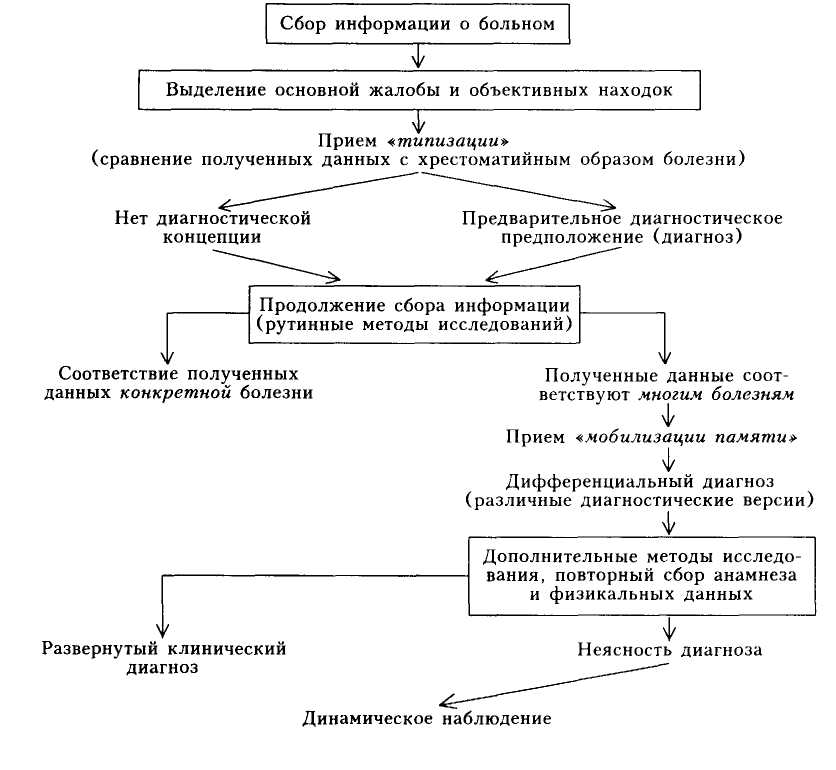 Сбор информации о больном
Выделение основной жалобы и объективных находок
Прием «типизации»
(сравнение полученных данных с хрестоматийным образом болезни)
Нет диагностической
концепции
Предварительное диагностическое
предположение (диагноз)
Продолжение сбора информации
(рутинные методы исследований)
Соответствие полученных
данных конкретной болезни
Полученные данные соот-
ветствуют многим болезням
Прием «мобилизации памяти»
Дифференциальный диагноз
(различные диагностические версии)
Дополнительные методы исследо-
вания, повторный сбор анамнеза
и физикальных данных
Развернутый клинический
диагноз
Неясность диагноза
Динамическое наблюдение